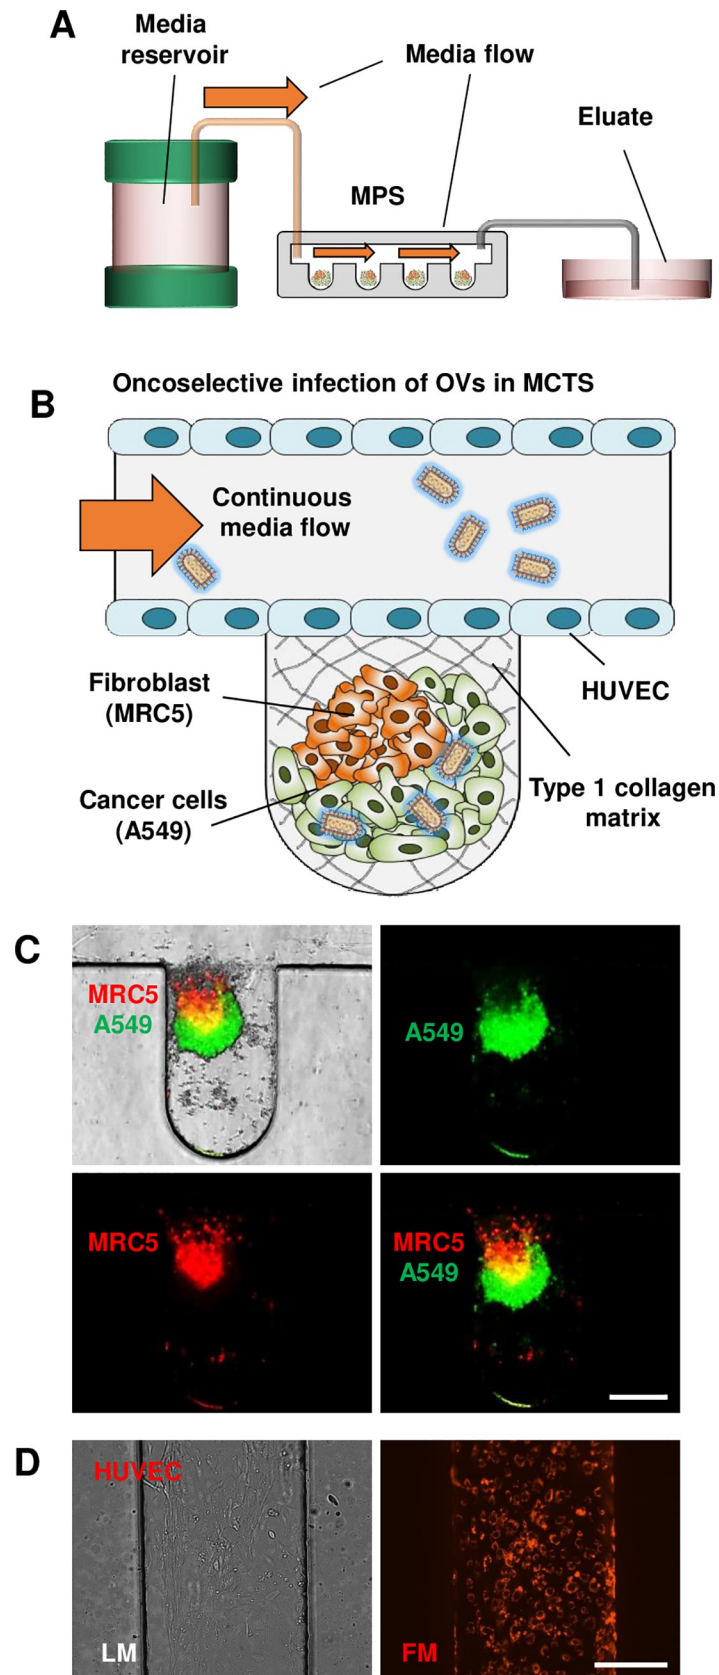 A
Media
reservoir
Media flow
Eluate
MPS
Oncoselective infection of OVs in MCTS
B
Continuous
media flow
Fibroblast
(MRC5)
HUVEC
Cancer cells
(A549)
Type 1 collagen
matrix
C
MRC5
A549
A549
MRC5
MRC5
A549
D
HUVEC
LM
FM